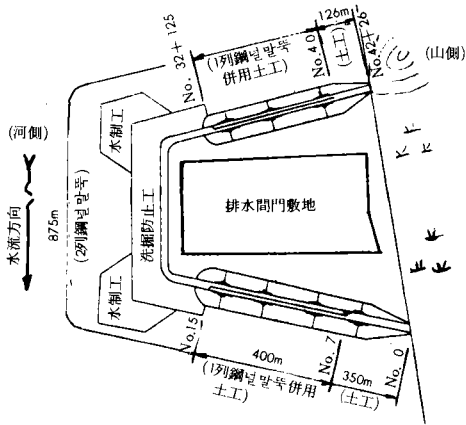 126m
(土工)
No.42+26
(山側)
No. 32 + 125
(1列鋼널말뚝
併用土工)
No. 40
(河側)
水制工
水流方向
875m
(2列鋼널말뚝)
洗掘防止工
排水間門敷地
水制工
No.15
400m
(1列鋼널말뚝併用
土工)
No. 7
350m
(土工)
No. 0